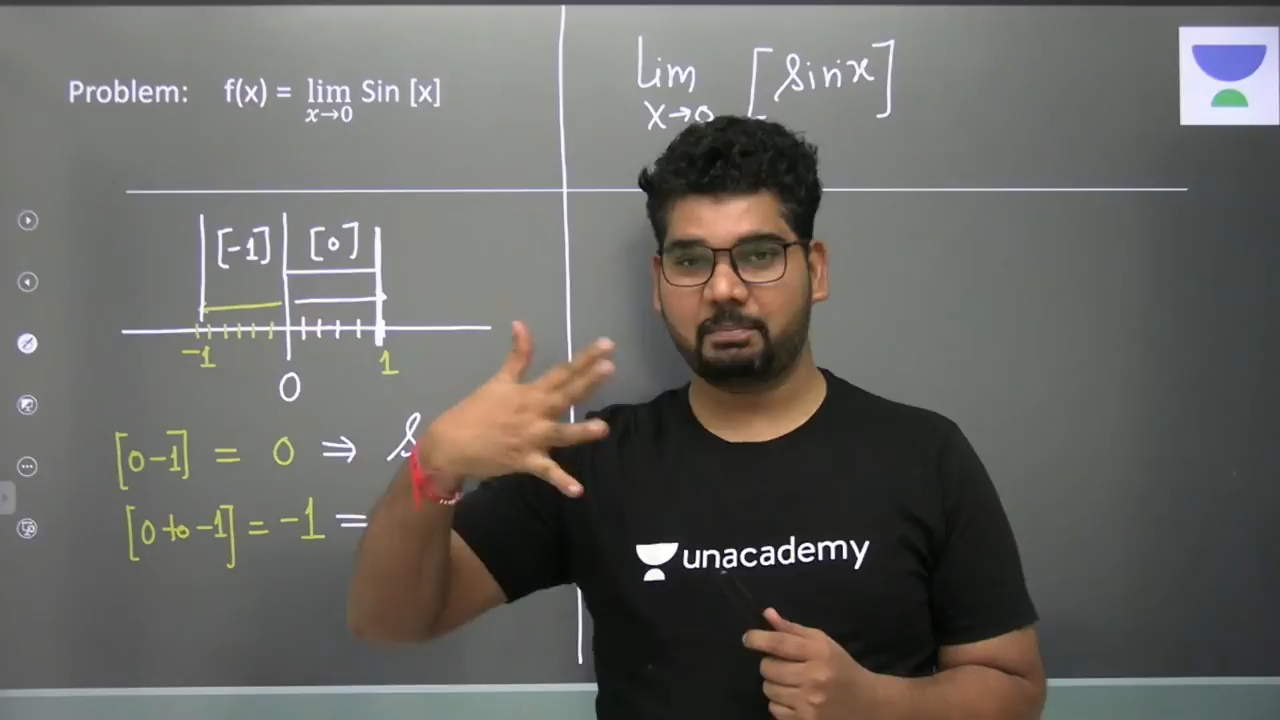 Problem: f(x) = lim Sin [x]
x→0
lim [sin x]
x→0
[-1] [0]
-1 1
0
[0-1] = 0 ⇒ S
[0 to -1] = -1 =
unacademy